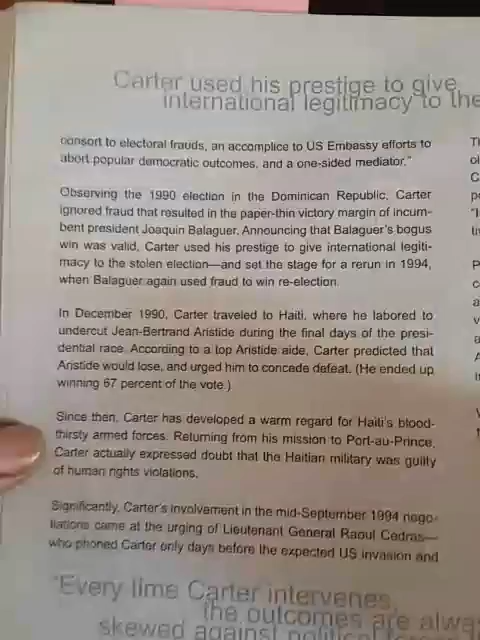 Carter used his prestige to give
international legitimacy to the
consort to electoral frauds, an accomplice to US Embassy efforts to
abort popular democratic outcomes, and a one-sided mediator."
Observing the 1990 election in the Dominican Republic, Carter
ignored fraud that resulted in the paper-thin victory margin of incum-
bent president Joaquin Balaguer. Announcing that Balaguer's bogus
win was valid, Carter used his prestige to give international legiti-
macy to the stolen election—and set the stage for a rerun in 1994,
when Balaguer again used fraud to win re-election.
In December 1990, Carter traveled to Haiti, where he labored to
undercut Jean-Bertrand Aristide during the final days of the presi-
dential race. According to a top Aristide aide, Carter predicted that
Aristide would lose, and urged him to concede defeat. (He ended up
winning 67 percent of the vote.)
Since then, Carter has developed a warm regard for Haiti's blood-
thirsty armed forces. Returning from his mission to Port-au-Prince,
Carter actually expressed doubt that the Haitian military was guilty
of human rights violations.
Significantly, Carter's involvement in the mid-September 1994 nego-
tiations came at the urging of Lieutenant General Raoul Cedras—
who phoned Carter only days before the expected US invasion and
"Every time Carter intervenes,
the outcomes are alwa
skewed against